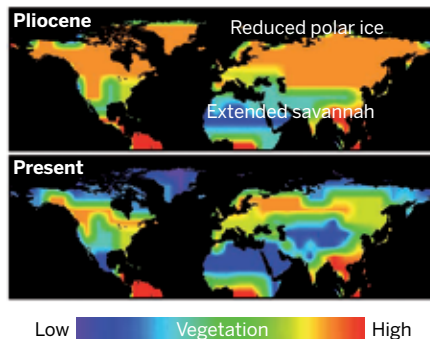 Pliocene
Reduced polar ice
Extended savannah
Present
Low Vegetation High